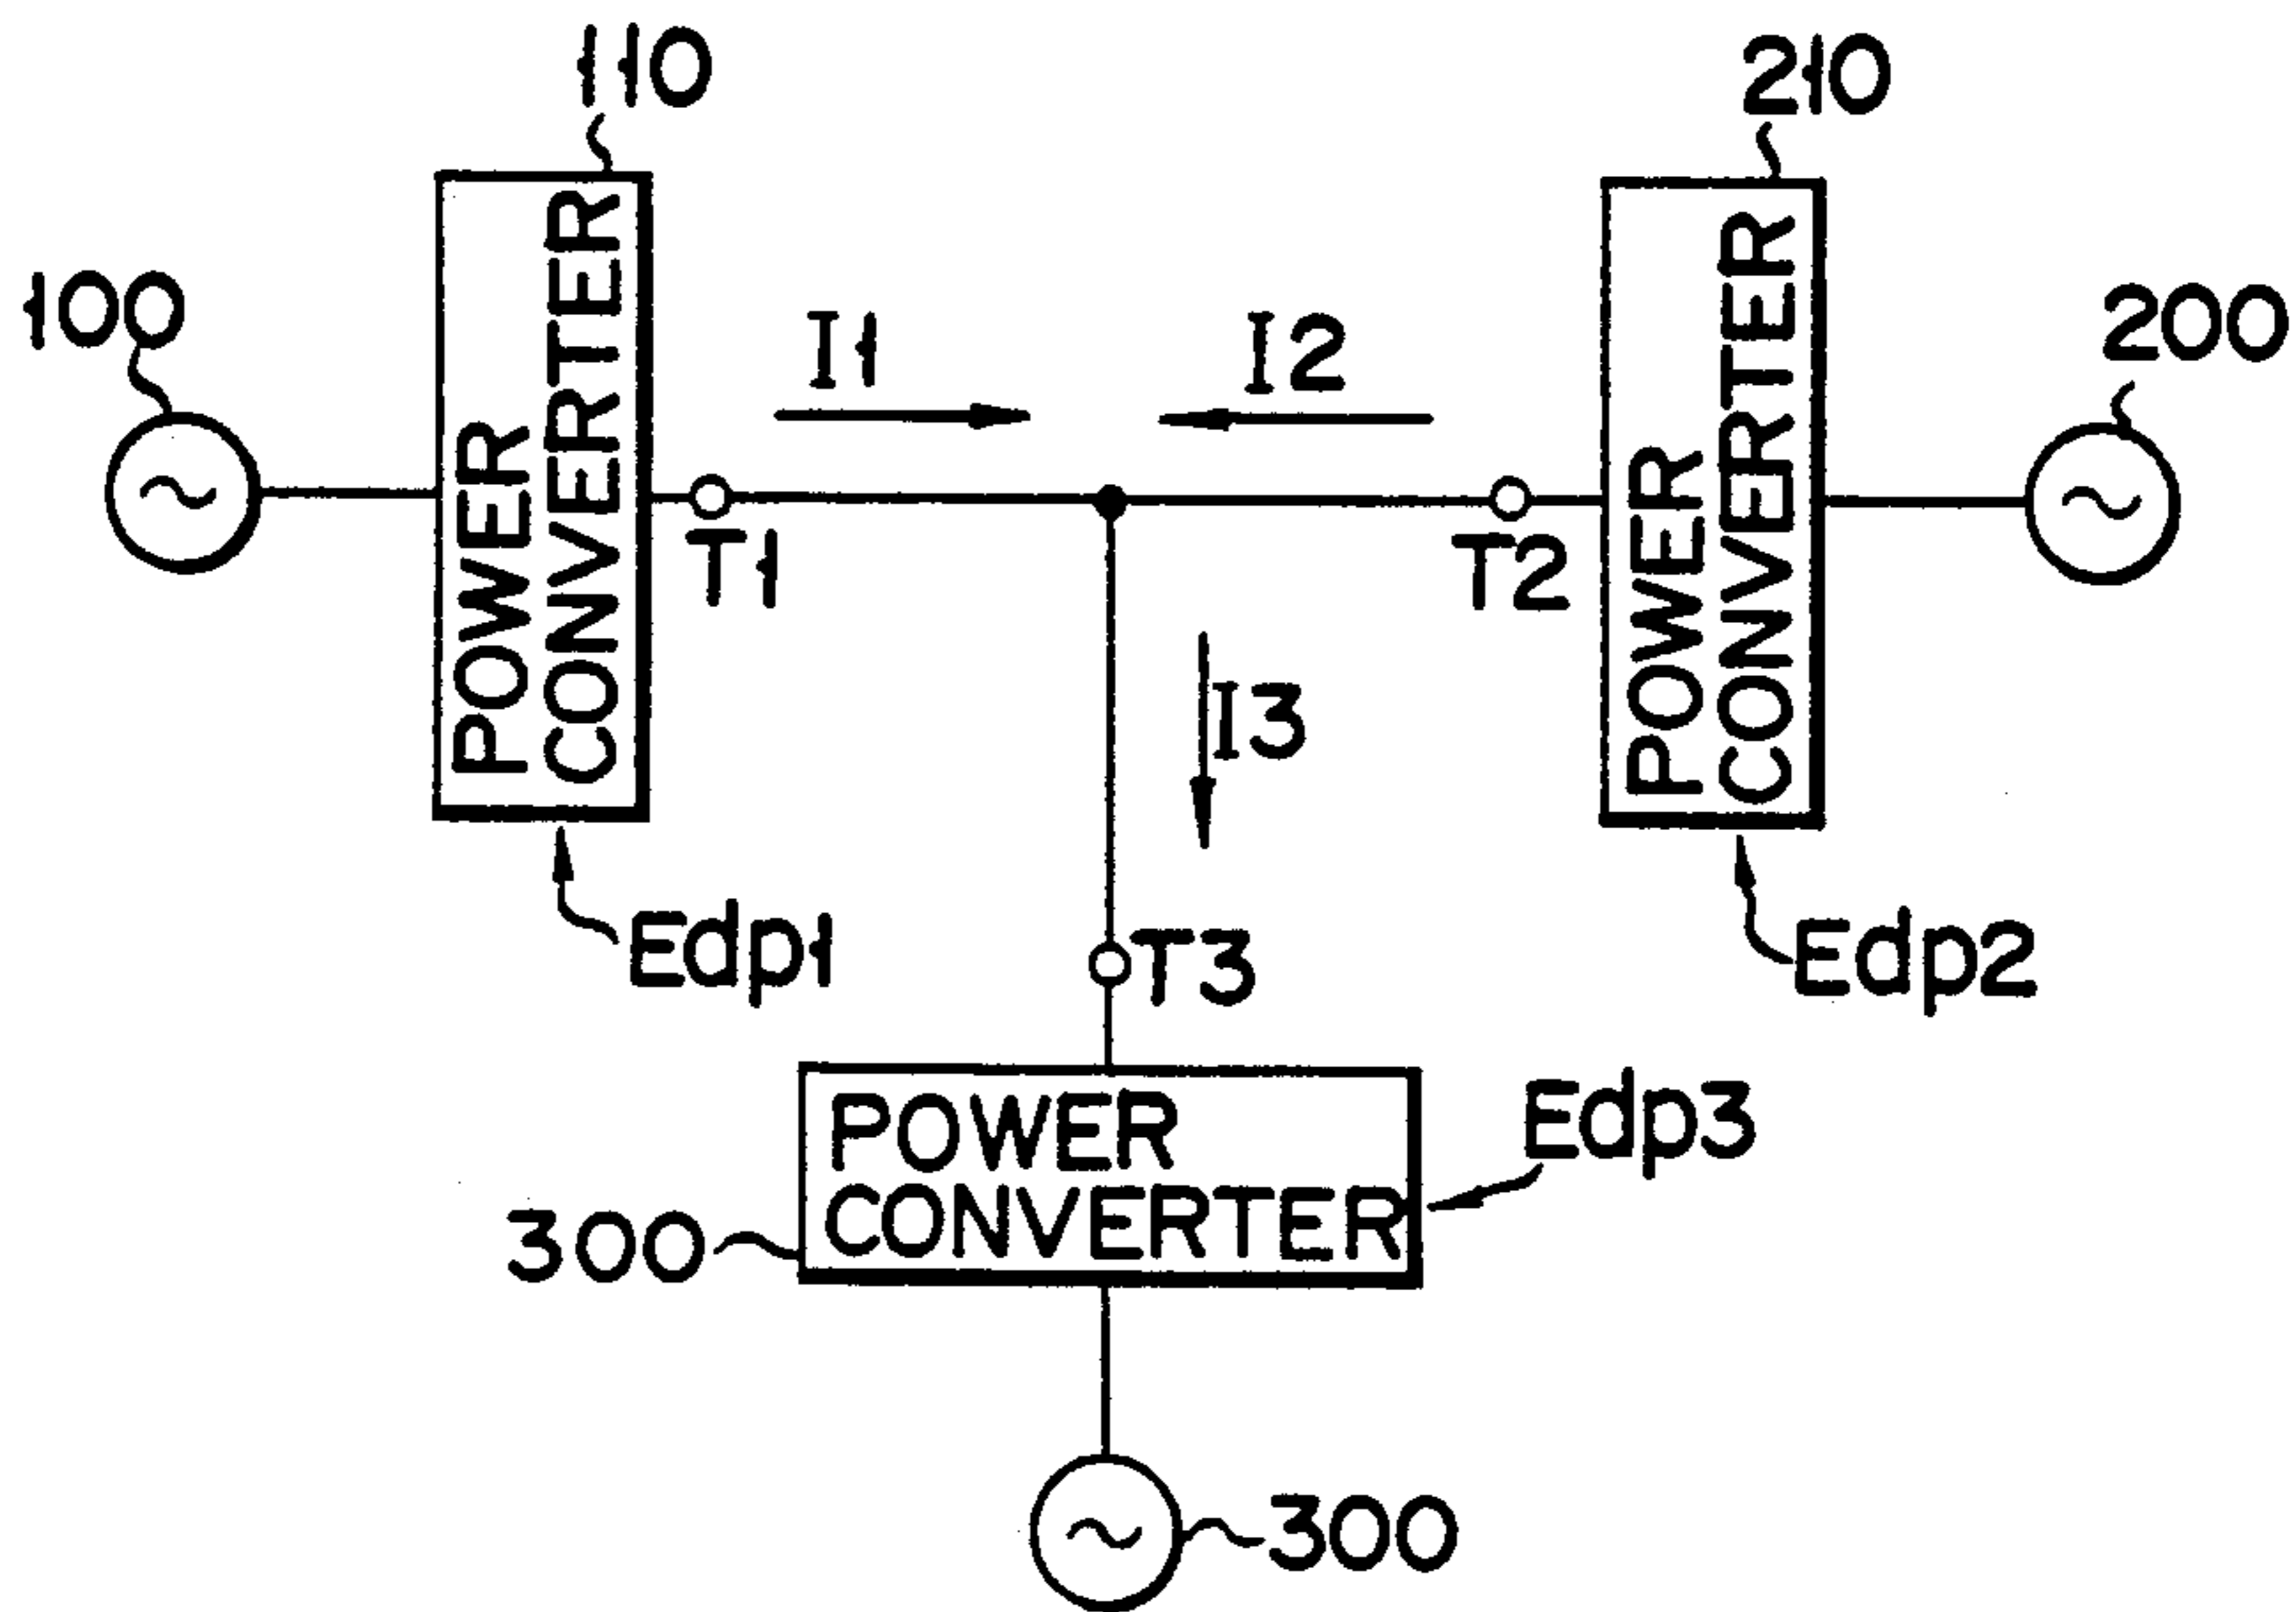 110
210
POWER
CONVERTER
POWER
CONVERTER
100
200
I1
I2
T1
T2
I3
Edp1
T3
Edp2
POWER
CONVERTER
Edp3
300
300